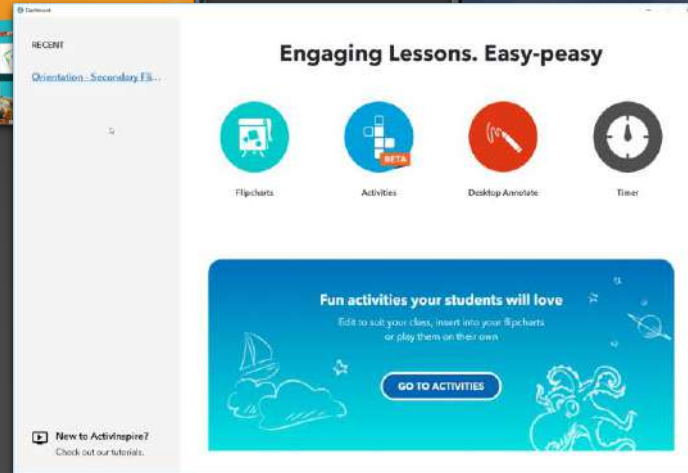 Dashboard
RECENT
Orientation - Secondary Fli...
Engaging Lessons. Easy-peasy
BETA
Flipcharts
Activities
Desktop Annotate
Timer
Fun activities your students will love
Edit to suit your class, insert into your flipcharts
or play them on their own
GO TO ACTIVITIES
New to ActivInspire?
Check out our tutorials.